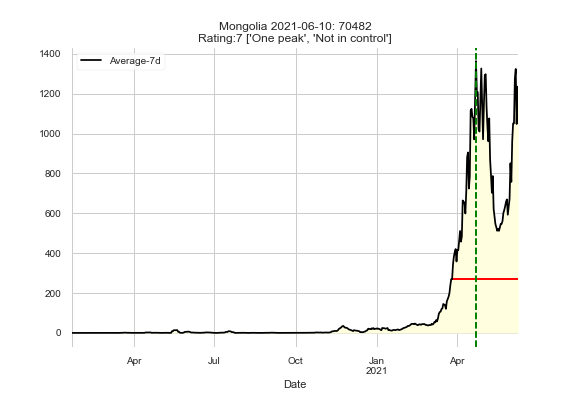 Mongolia 2021-06-10: 70482
Rating:7 ['One peak', 'Not in control']
Average-7d
1400
1200
1000
800
600
400
200
0
Apr
Jul
Oct
Jan
2021
Apr
Date